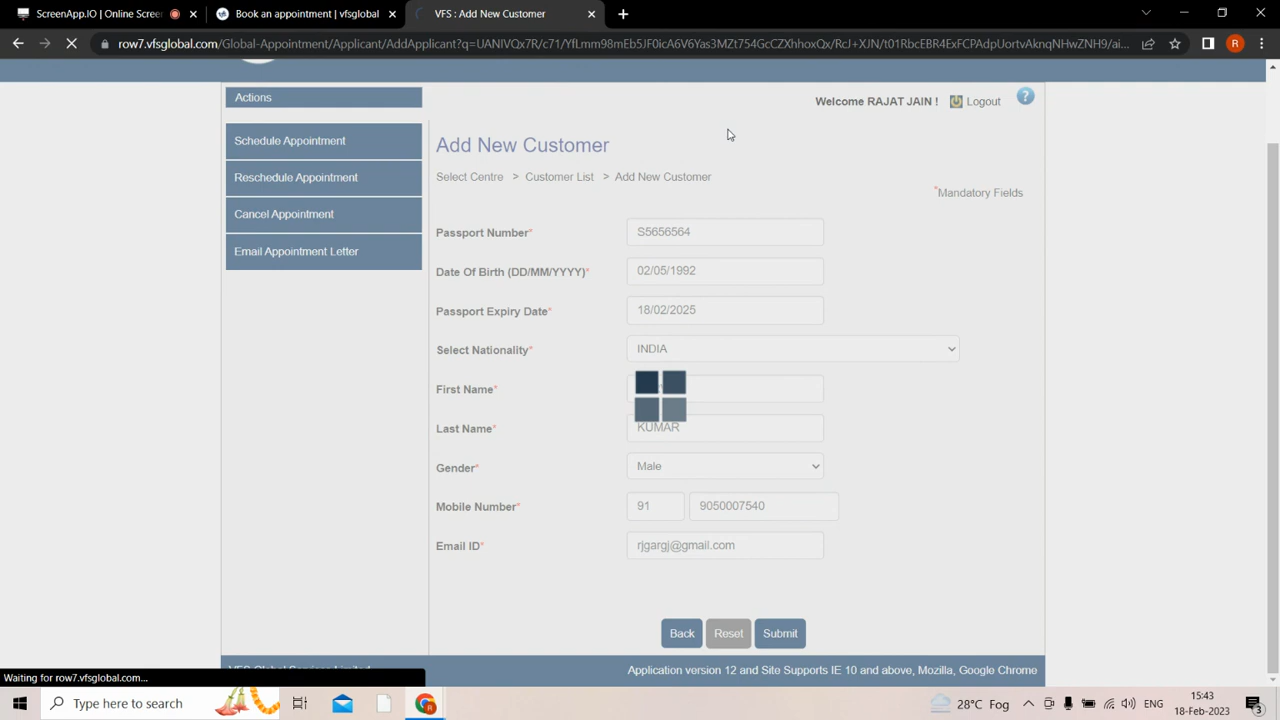 ScreenApp.IO | Online Screen
Book an appointment | vfsglobal
VFS : Add New Customer
row7.vfsglobal.com/Global-Appointment/Applicant/AddApplicant?q=UANIVQx7R/c71/YfLmm98mEb5JF0icA6V6Yas3MZt754GcCZXhhoxQx/RcJ+XJN/t01RbcEBR4ExFCPAdpUortvAknqNHwZNH9/ai...
R
Actions
Welcome RAJAT JAIN !
Logout
?
Schedule Appointment
Reschedule Appointment
Cancel Appointment
Email Appointment Letter
Add New Customer
Select Centre > Customer List > Add New Customer
*Mandatory Fields
Passport Number* S5656564
Date Of Birth (DD/MM/YYYY)* 02/05/1992
Passport Expiry Date* 18/02/2025
Select Nationality* INDIA
First Name*
Last Name* KUMAR
Gender* Male
Mobile Number* 91 9050007540
Email ID* rjgargj@gmail.com
Back Reset Submit
VFS Global Services Limited
Application version 12 and Site Supports IE 10 and above, Mozilla, Google Chrome
Waiting for row7.vfsglobal.com...
Type here to search
28°C Fog
ENG
15:43
18-Feb-2023
3